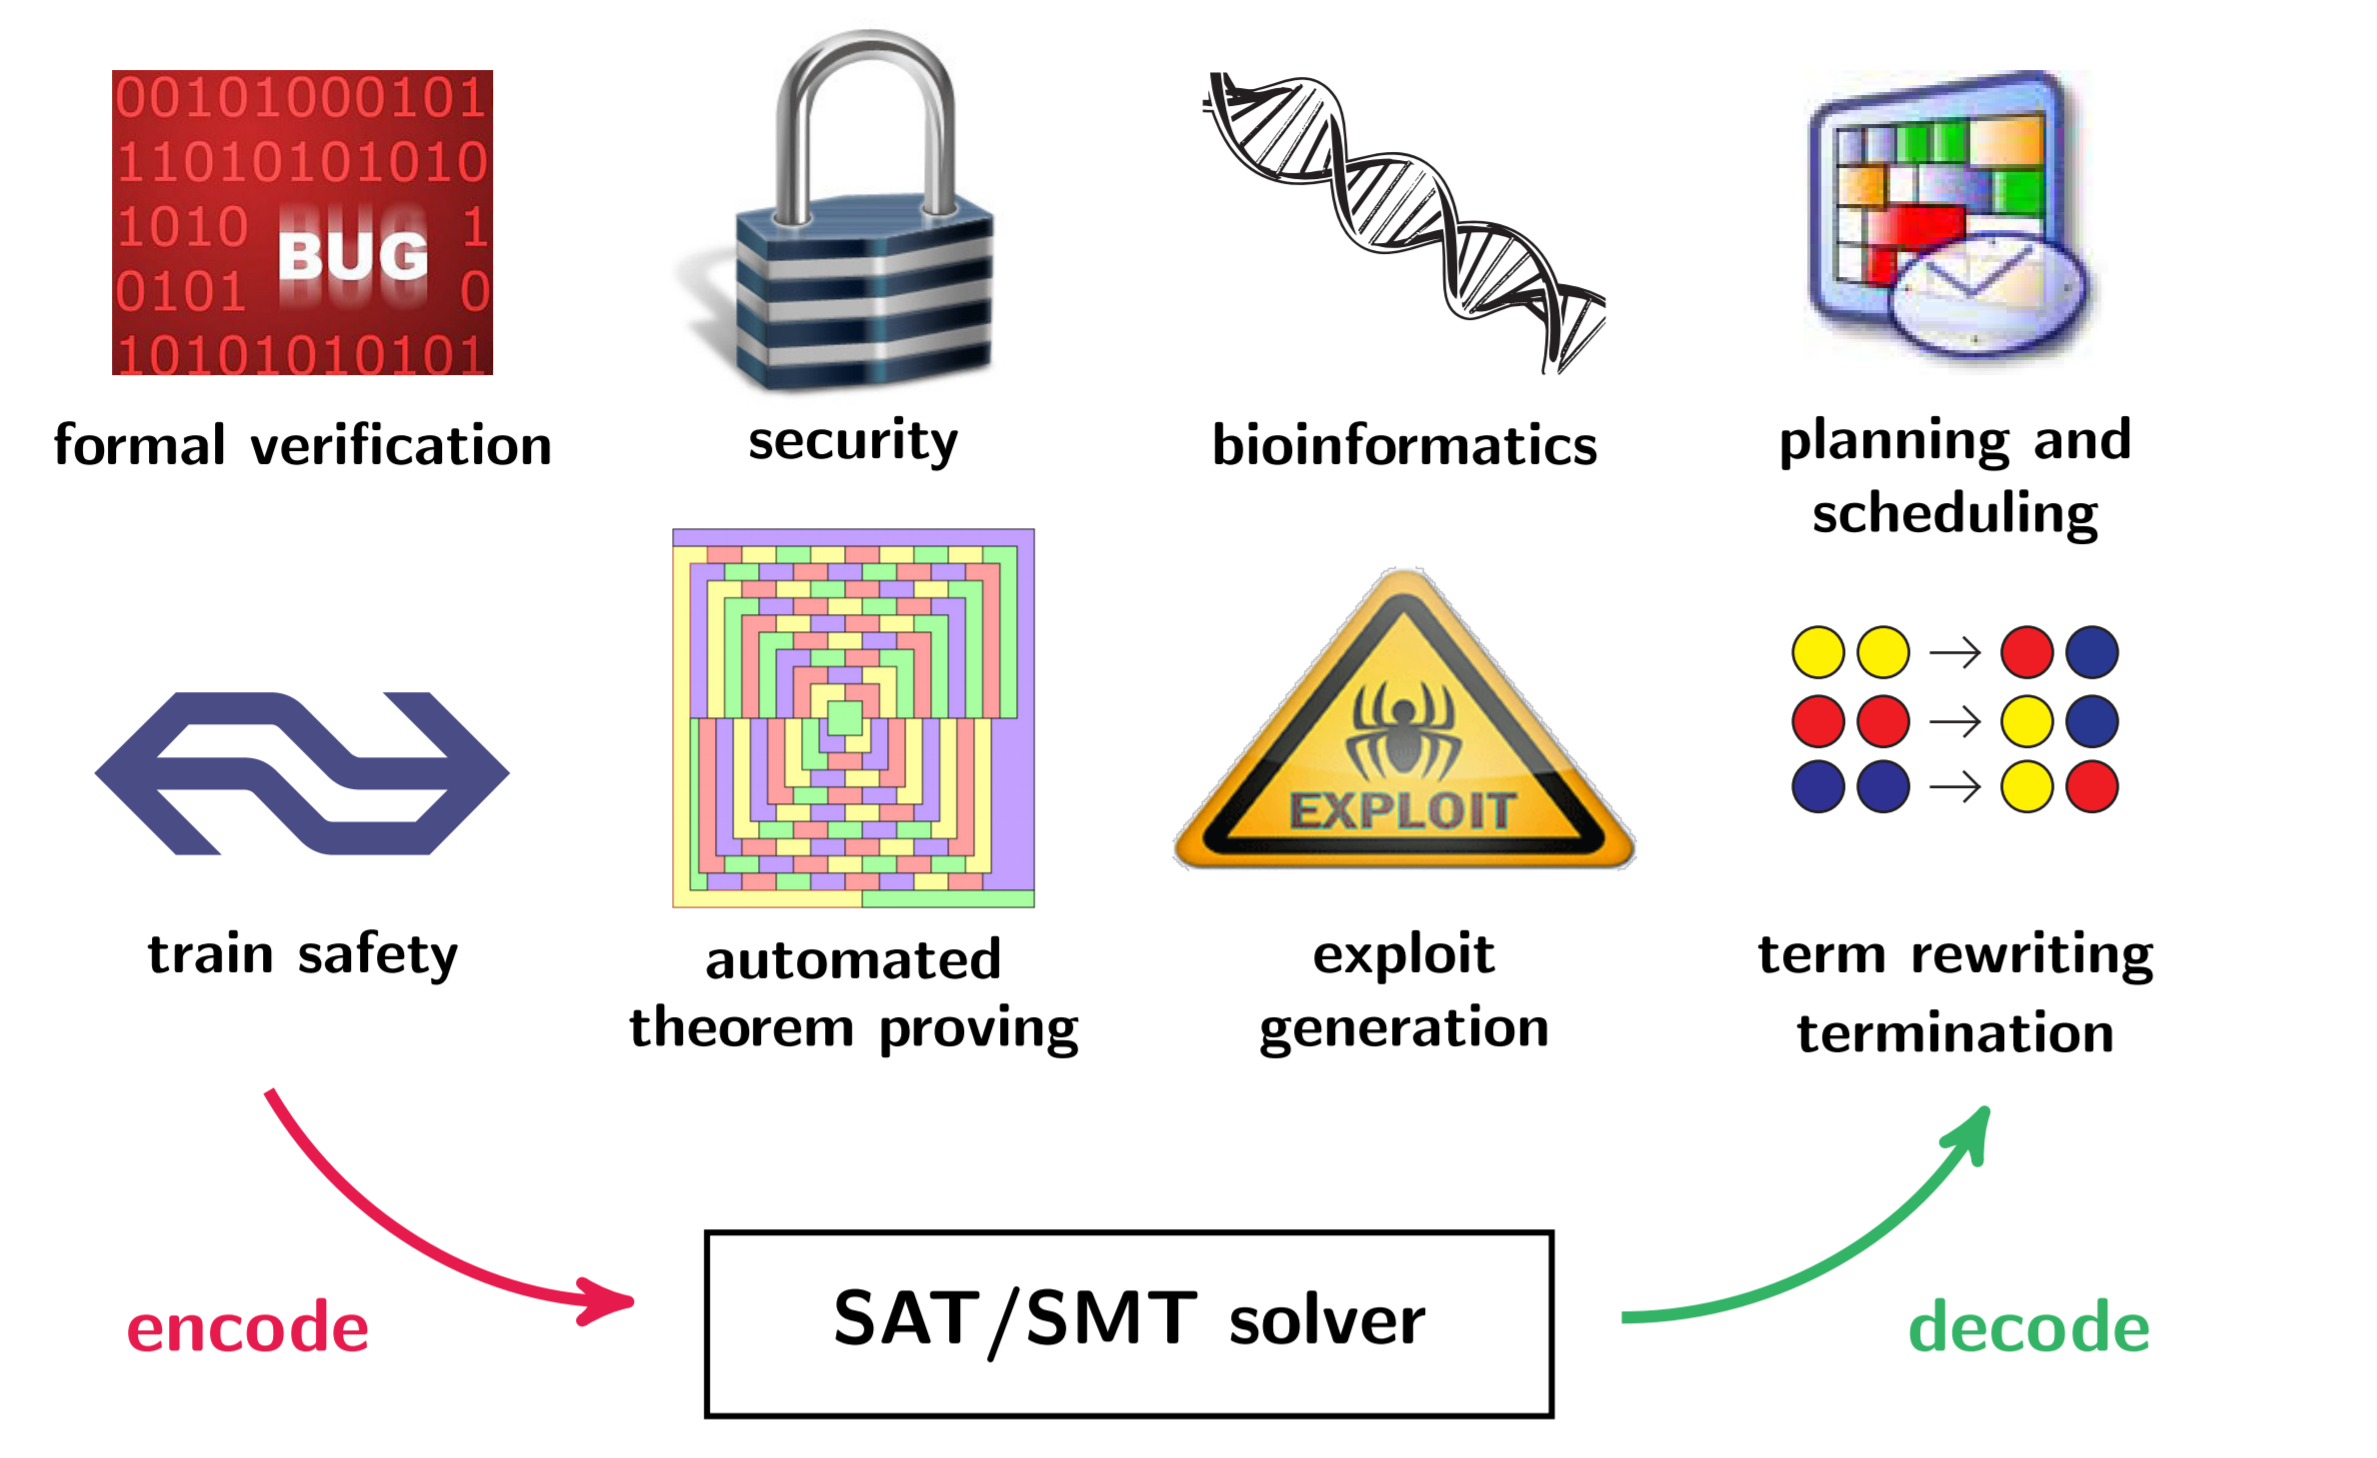 00101000101
11010101010
1010 BUG 1
0101 0
10101010101
formal verification
security
bioinformatics
planning and
scheduling
EXPLOIT
train safety
automated
theorem proving
exploit
generation
term rewriting
termination
encode
SAT/SMT solver
decode